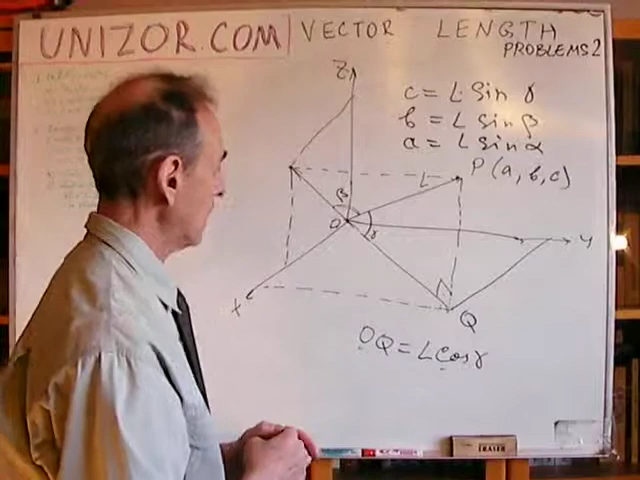 UNIZOR.COM VECTOR LENGTH
PROBLEMS 2
Z
c = L·Sin γ
b = L sin β
a = L sin α
L P(a, b, c)
β
O γ
Y
X
Q
OQ = L Cos γ
ERASER